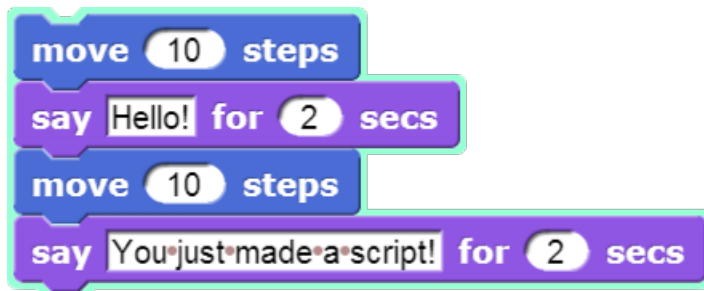 move 10 steps
say Hello! for 2 secs
move 10 steps
say You•just•made•a•script! for 2 secs